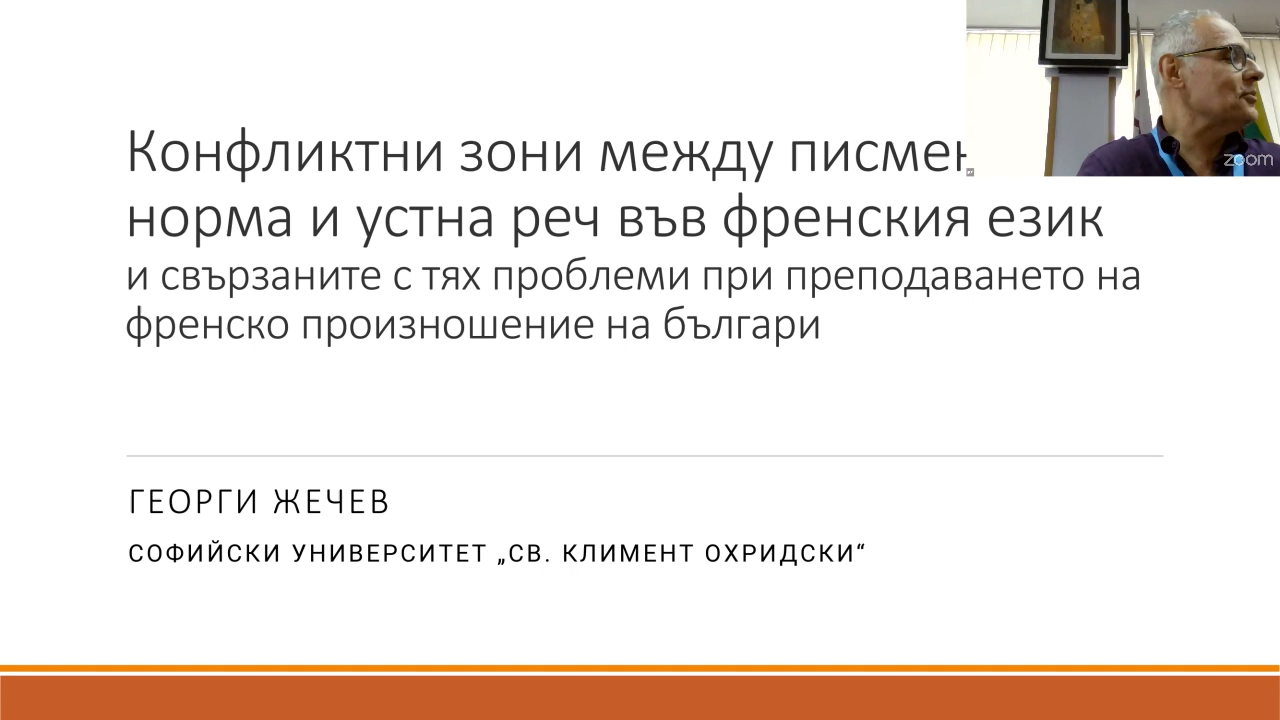 Конфликтни зони между
норма и устна реч във френския език
и свързаните с тях проблеми при преподаването на
френско произношение на българи
ГЕОРГИ ЖЕЧЕВ
СОФИЙСКИ УНИВЕРСИТЕТ „СВ. КЛИМЕНТ ОХРИДСКИ“
zoom